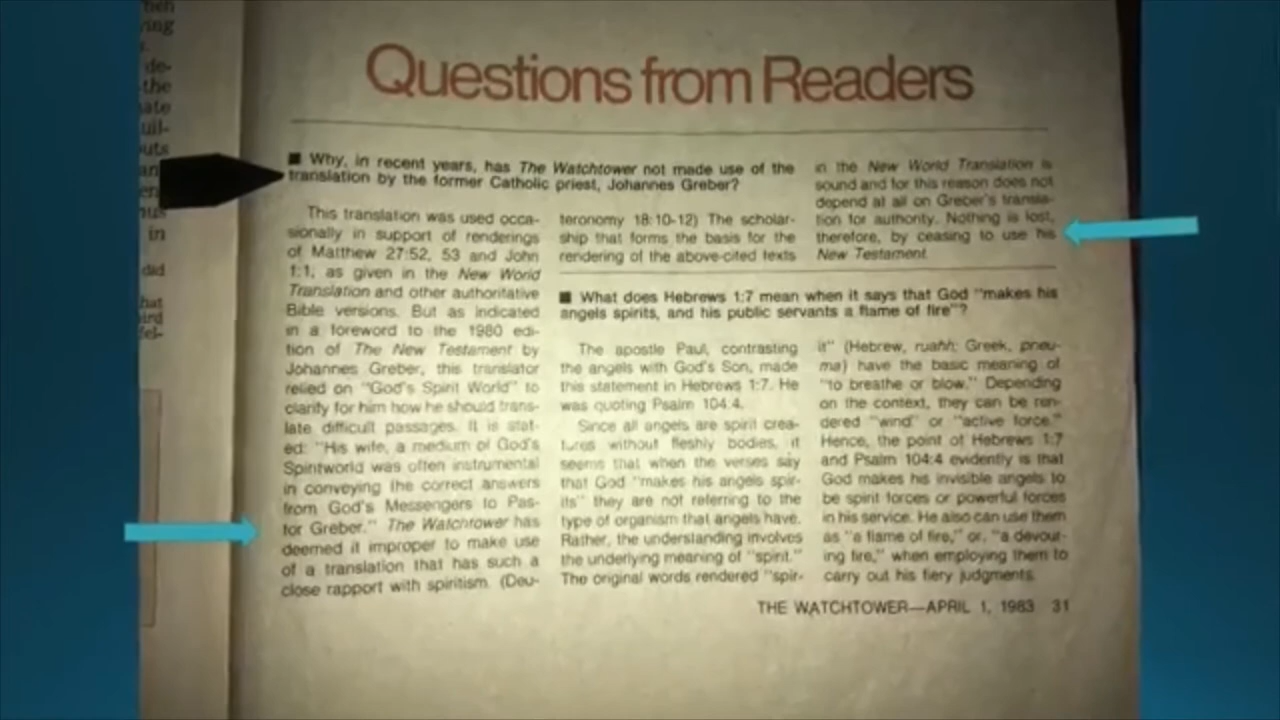 nen
ying
s.
de-
the
nate
uil-
outs
an
en
nus
in
did
hat
ird
fel-
Questions from Readers
■ Why, in recent years, has The Watchtower not made use of the
translation by the former Catholic priest, Johannes Greber?
This translation was used occa-
sionally in support of renderings
of Matthew 27:52, 53 and John
1:1, as given in the New World
Translation and other authoritative
Bible versions. But as indicated
in a foreword to the 1980 edi-
tion of The New Testament by
Johannes Greber, this translator
relied on "God's Spirit World" to
clarify for him how he should trans-
late difficult passages. It is stat-
ed: "His wife, a medium of God's
Spiritworld was often instrumental
in conveying the correct answers
from God's Messengers to Pas-
tor Greber." The Watchtower has
deemed it improper to make use
of a translation that has such a
close rapport with spiritism. (Deu-
teronomy 18:10-12) The scholar-
ship that forms the basis for the
rendering of the above-cited texts
in the New World Translation is
sound and for this reason does not
depend at all on Greber's transla-
tion for authority. Nothing is lost,
therefore, by ceasing to use his
New Testament.
■ What does Hebrews 1:7 mean when it says that God "makes his
angels spirits, and his public servants a flame of fire"?
The apostle Paul, contrasting
the angels with God's Son, made
this statement in Hebrews 1:7. He
was quoting Psalm 104:4.
Since all angels are spirit crea-
tures without fleshly bodies, it
seems that when the verses say
that God "makes his angels spir-
its" they are not referring to the
type of organism that angels have.
Rather, the understanding involves
the underlying meaning of "spirit."
The original words rendered "spir-
it" (Hebrew, ruahh; Greek, pneu-
ma) have the basic meaning of
"to breathe or blow." Depending
on the context, they can be ren-
dered "wind" or "active force."
Hence, the point of Hebrews 1:7
and Psalm 104:4 evidently is that
God makes his invisible angels to
be spirit forces or powerful forces
in his service. He also can use them
as "a flame of fire," or, "a devour-
ing fire," when employing them to
carry out his fiery judgments.
THE WATCHTOWER—APRIL 1, 1983 31